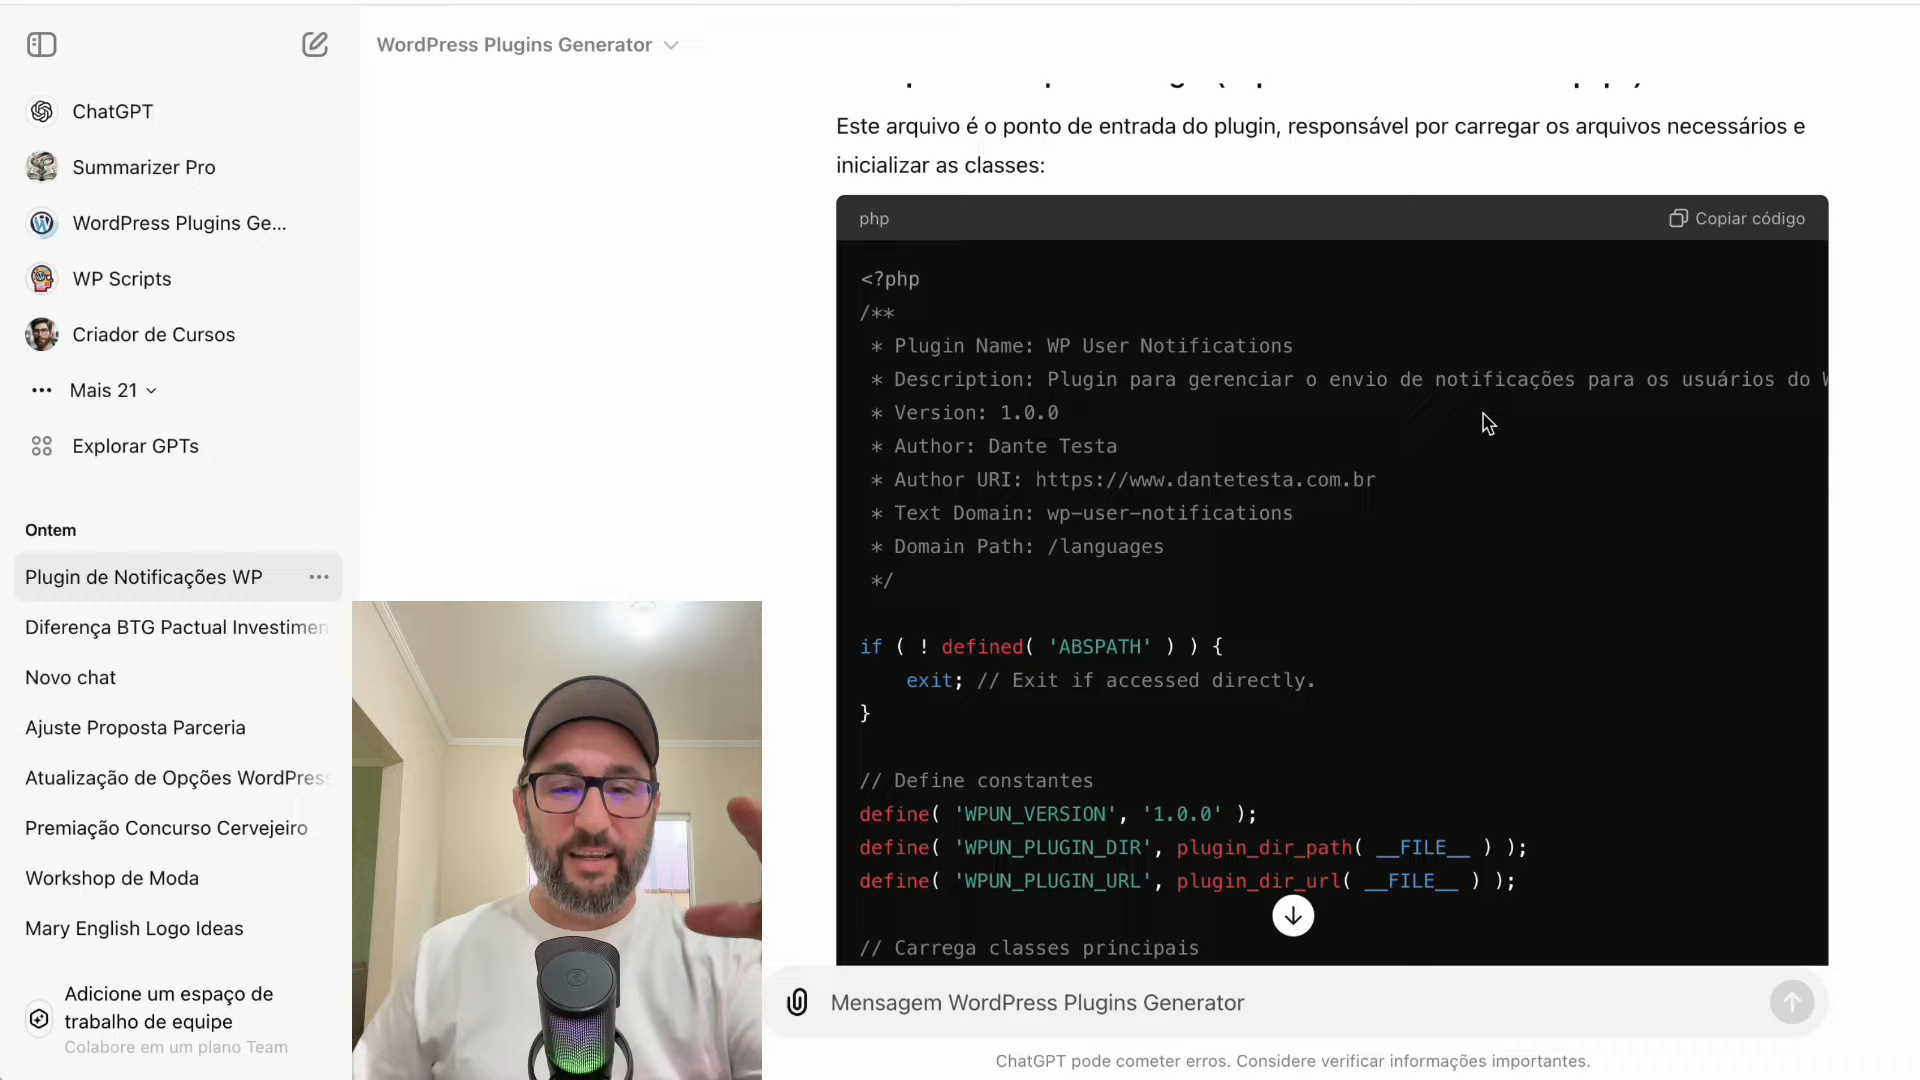 WordPress Plugins Generator
ChatGPT
Summarizer Pro
WordPress Plugins Ge...
WP Scripts
Criador de Cursos
Mais 21
Explorar GPTs
Ontem
Plugin de Notificações WP
Diferença BTG Pactual Investimen
Novo chat
Ajuste Proposta Parceria
Atualização de Opções WordPress
Premiação Concurso Cervejeiro
Workshop de Moda
Mary English Logo Ideas
Adicione um espaço de
trabalho de equipe
Colabore em um plano Team
Este arquivo é o ponto de entrada do plugin, responsável por carregar os arquivos necessários e
inicializar as classes:
php
Copiar código
<?php
/**
 * Plugin Name: WP User Notifications
 * Description: Plugin para gerenciar o envio de notificações para os usuários do W
 * Version: 1.0.0
 * Author: Dante Testa
 * Author URI: https://www.dantetesta.com.br
 * Text Domain: wp-user-notifications
 * Domain Path: /languages
 */
if ( ! defined( 'ABSPATH' ) ) {
    exit; // Exit if accessed directly.
}
// Define constantes
define( 'WPUN_VERSION', '1.0.0' );
define( 'WPUN_PLUGIN_DIR', plugin_dir_path( __FILE__ ) );
define( 'WPUN_PLUGIN_URL', plugin_dir_url( __FILE__ ) );
// Carrega classes principais
Mensagem WordPress Plugins Generator
ChatGPT pode cometer erros. Considere verificar informações importantes.